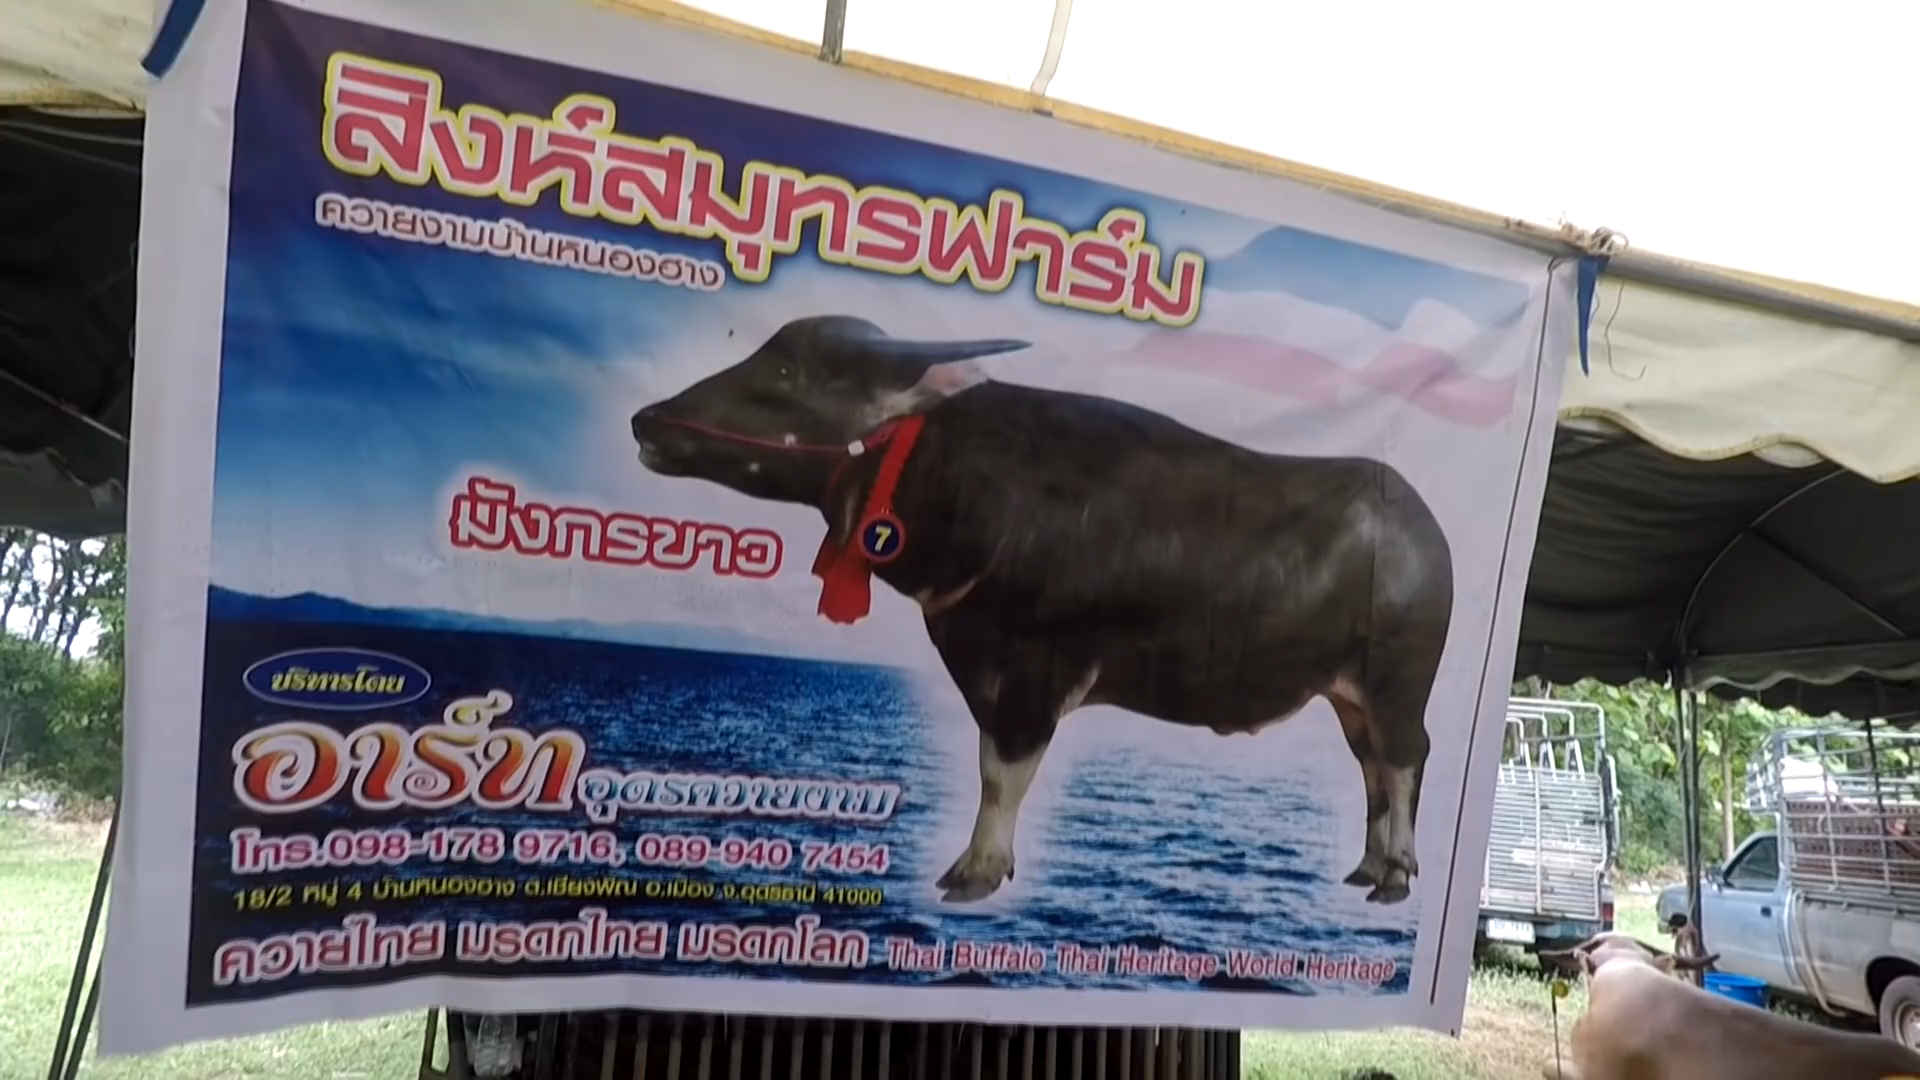 สิงห์สมุทรฟาร์ม
ควายงามบ้านหนองฮาง
มังกรขาว
7
บริหารโดย
อาร์ท อุดรควายงาม
โทร.098-178 9716, 089-940 7454
18/2 หมู่ 4 บ้านหนองฮาง ต.เชียงพิณ อ.เมือง จ.อุดรธานี 41000
ควายไทย มรดกไทย มรดกโลก Thai Buffalo Thai Heritage World Heritage